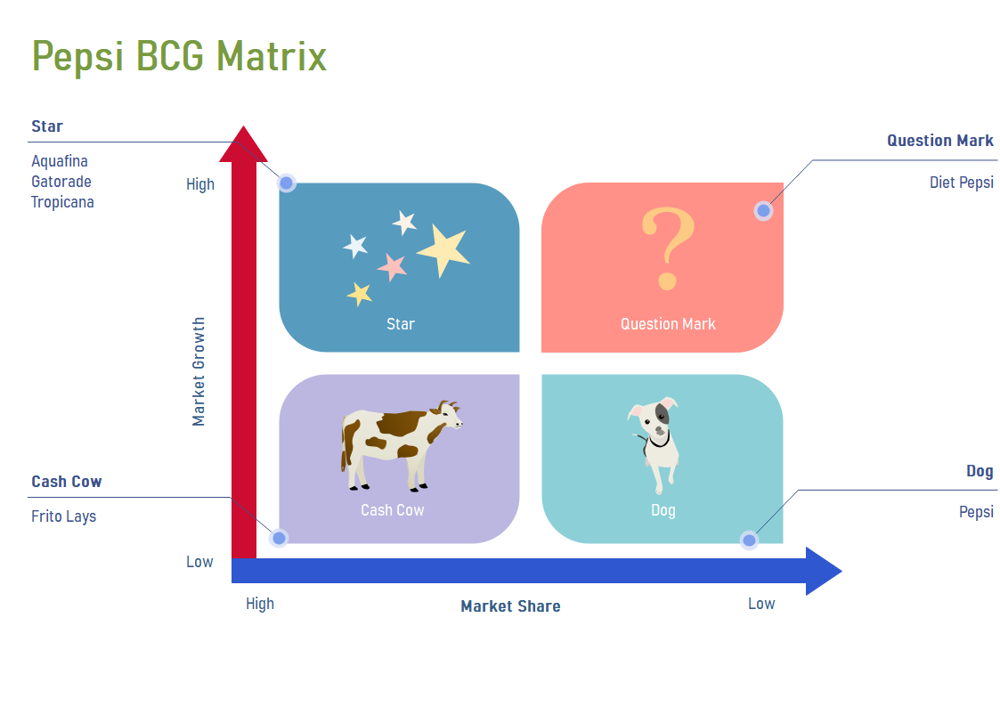 Pepsi BCG Matrix
Star
Aquafina
Gatorade
Tropicana
Question Mark
Diet Pepsi
High
Market Growth
Low
?
Star
Question Mark
Cash Cow
Dog
Cash Cow
Frito Lays
Dog
Pepsi
High
Market Share
Low